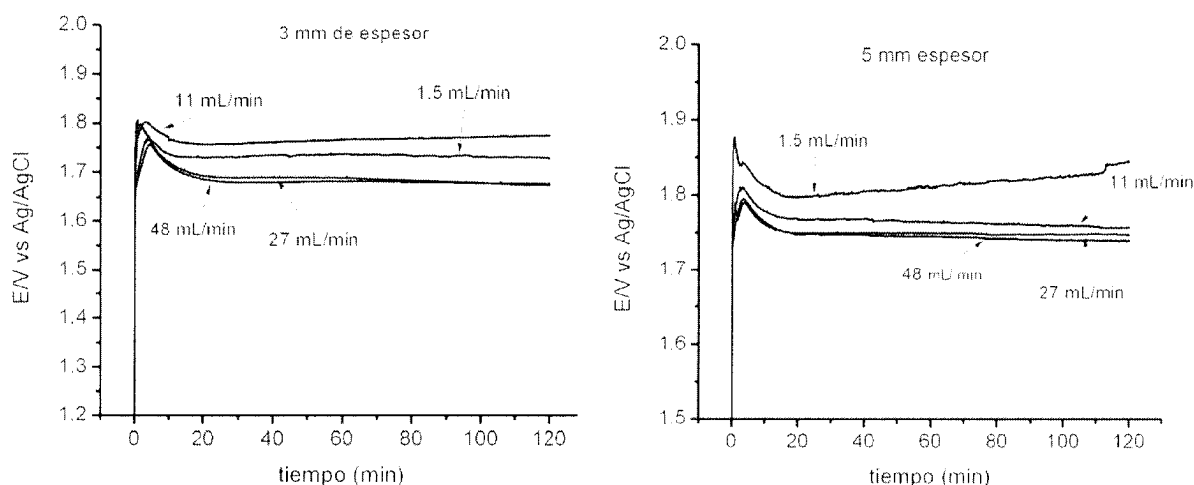 3 mm de espesor
E/V vs Ag/AgCl
2.0
1.9
1.8
1.7
1.6
1.5
1.4
1.3
1.2
11 mL/min
1.5 mL/min
48 mL/min
27 mL/min
0
20
40
60
80
100
120
tiempo (min)
5 mm espesor
E/V vs Ag/AgCl
2.0
1.9
1.8
1.7
1.6
1.5
1.5 mL/min
11 mL/min
48 mL/min
27 mL/min
0
20
40
60
80
100
120
tiempo (min)